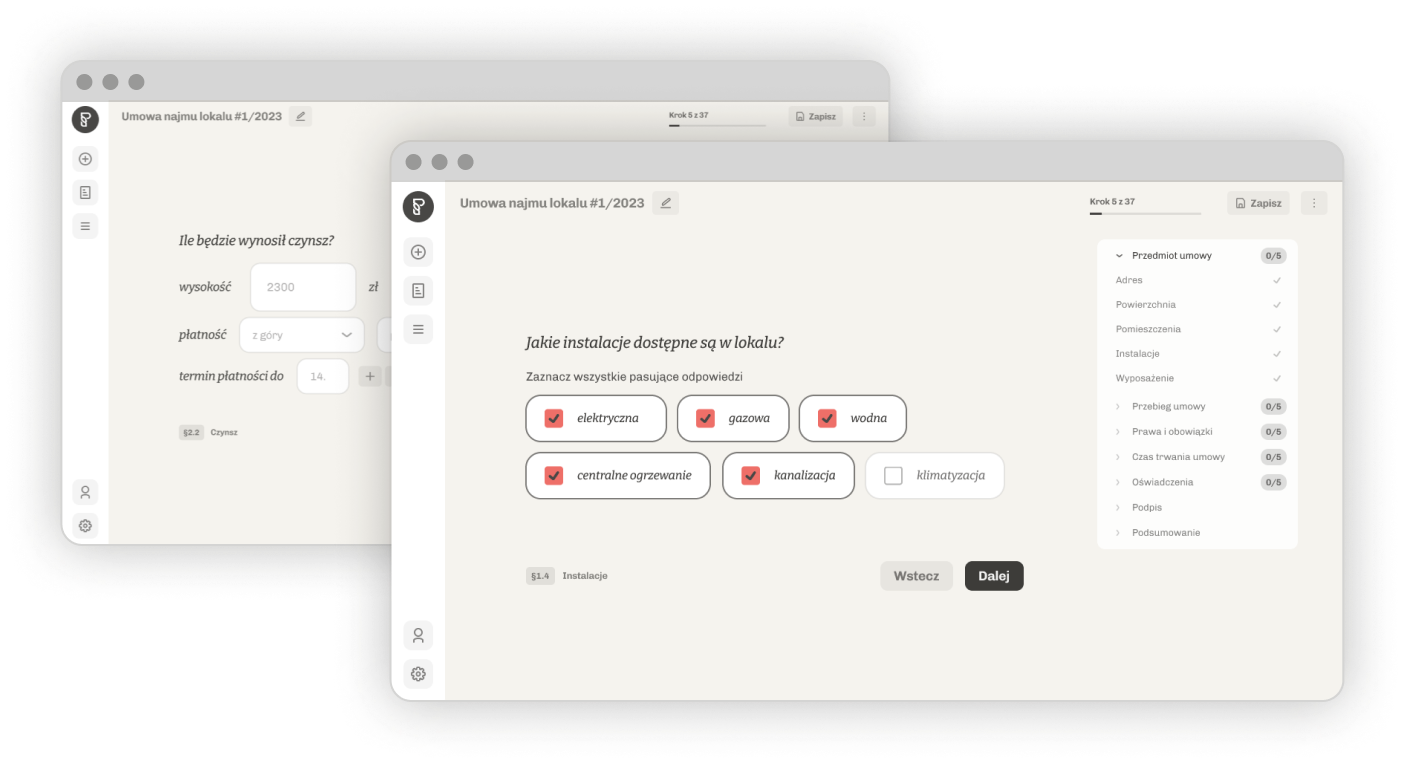 Umowa najmu lokalu #1/2023
Krok 5 z 37
Zapisz
Ile będzie wynosił czynsz?
wysokość 2300 zł
płatność z góry
termin płatności do 14. +
§2.2 Czynsz
Umowa najmu lokalu #1/2023
Krok 5 z 37
Zapisz
Jakie instalacje dostępne są w lokalu?
Zaznacz wszystkie pasujące odpowiedzi
elektryczna gazowa wodna
centralne ogrzewanie kanalizacja klimatyzacja
§1.4 Instalacje
Wstecz Dalej
Przedmiot umowy 0/5
Adres
Powierzchnia
Pomieszczenia
Instalacje
Wyposażenie
Przebieg umowy 0/5
Prawa i obowiązki 0/5
Czas trwania umowy 0/5
Oświadczenia 0/5
Podpis
Podsumowanie